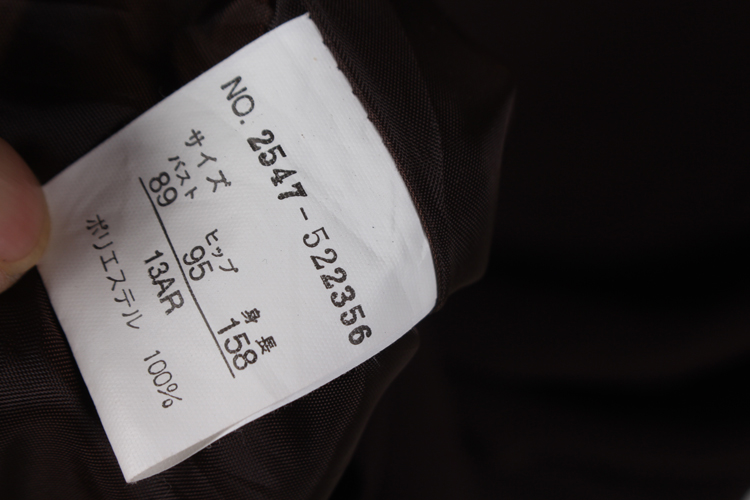 NO. 2547-522356
サイズ
バスト ヒップ 身長
89 95 158
13AR
ポリエステル 100%